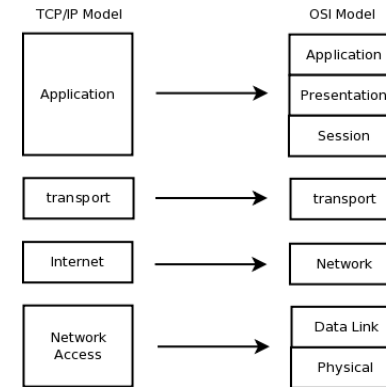 TCP/IP Model
OSI Model
Application
Application
Presentation
Session
transport
transport
Internet
Network
Network
Access
Data Link
Physical